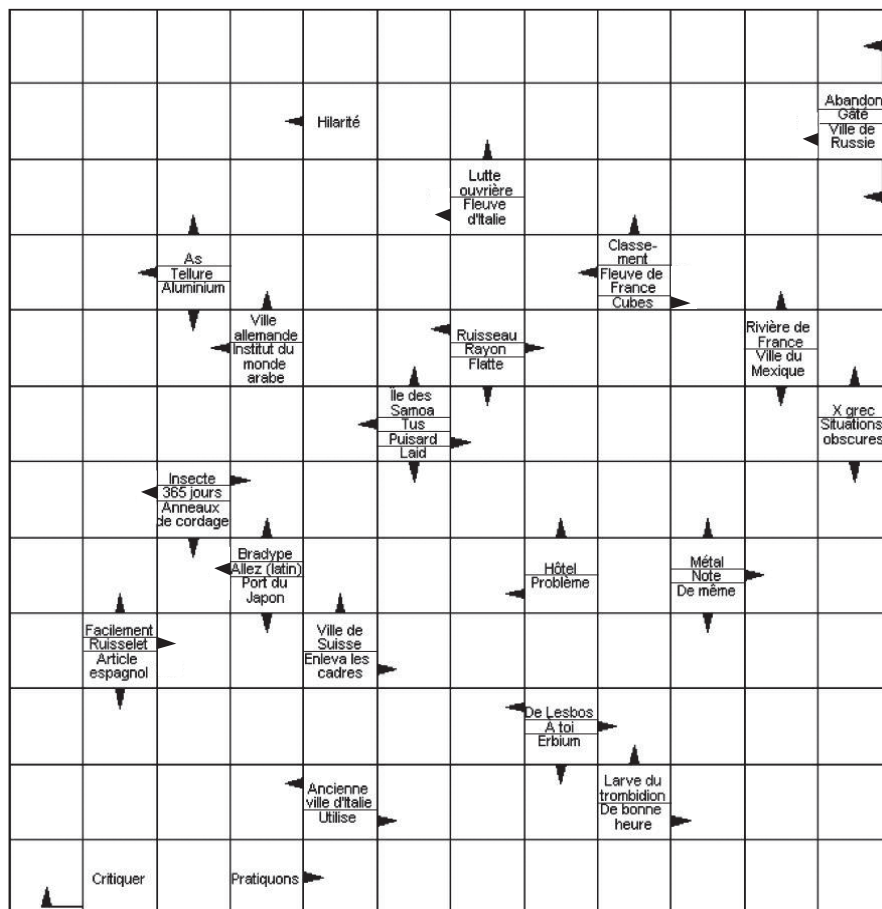 Hilarité
Abandon
Gâté
Ville de
Russie
Lutte
ouvrière
Fleuve
d'Italie
As
Tellure
Aluminium
Classe-
ment
Fleuve de
France
Cubes
Ville
allemande
Institut du
monde
arabe
Ruisseau
Rayon
Flatte
Rivière de
France
Ville du
Mexique
Île des
Samoa
Tus
Puisard
Laid
X grec
Situations
obscures
Insecte
365 jours
Anneaux
de cordage
Bradype
Allez (latin)
Port du
Japon
Hôtel
Problème
Métal
Note
De même
Facilement
Ruisselet
Article
espagnol
Ville de
Suisse
Enleva les
cadres
De Lesbos
À toi
Erbium
Ancienne
ville d'Italie
Utilise
Larve du
trombidion
De bonne
heure
Critiquer
Pratiquons